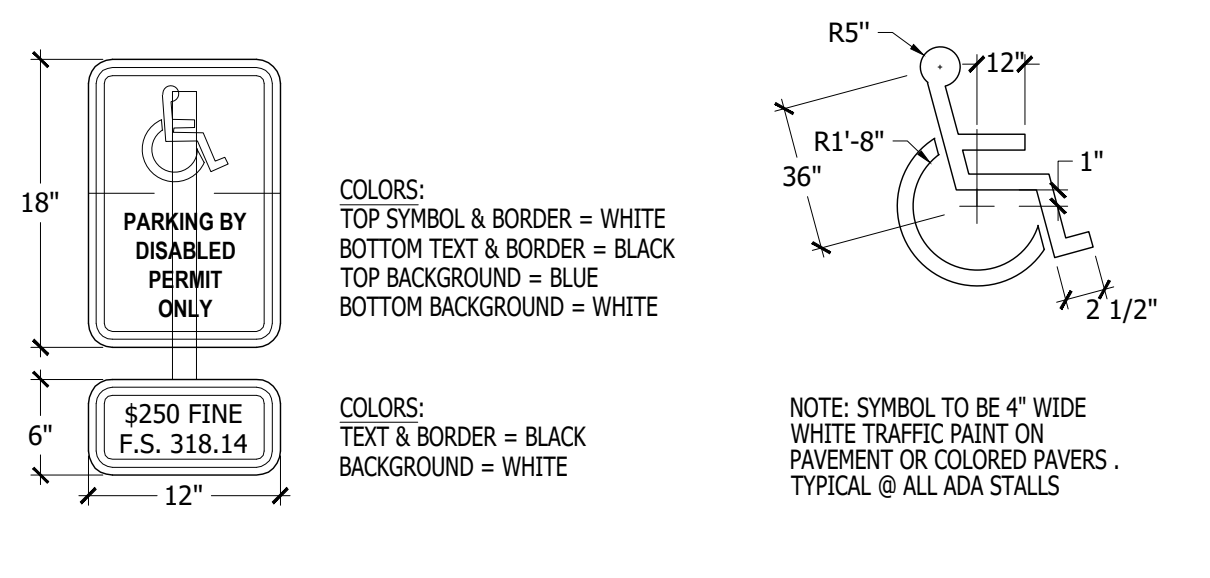 18"
PARKING BY
DISABLED
PERMIT
ONLY
6"
$250 FINE
F.S. 318.14
12"
COLORS:
TOP SYMBOL & BORDER = WHITE
BOTTOM TEXT & BORDER = BLACK
TOP BACKGROUND = BLUE
BOTTOM BACKGROUND = WHITE
COLORS:
TEXT & BORDER = BLACK
BACKGROUND = WHITE
R5"
12"
R1'-8"
1"
36"
2 1/2"
NOTE: SYMBOL TO BE 4" WIDE
WHITE TRAFFIC PAINT ON
PAVEMENT OR COLORED PAVERS .
TYPICAL @ ALL ADA STALLS